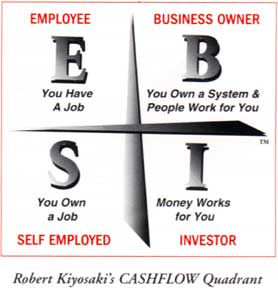 EMPLOYEE
BUSINESS OWNER
E
B
You Have
A Job
You Own a System &
People Work for You
TM
S
I
You Own
a Job
Money Works
for You
SELF EMPLOYED
INVESTOR
Robert Kiyosaki's CASHFLOW Quadrant